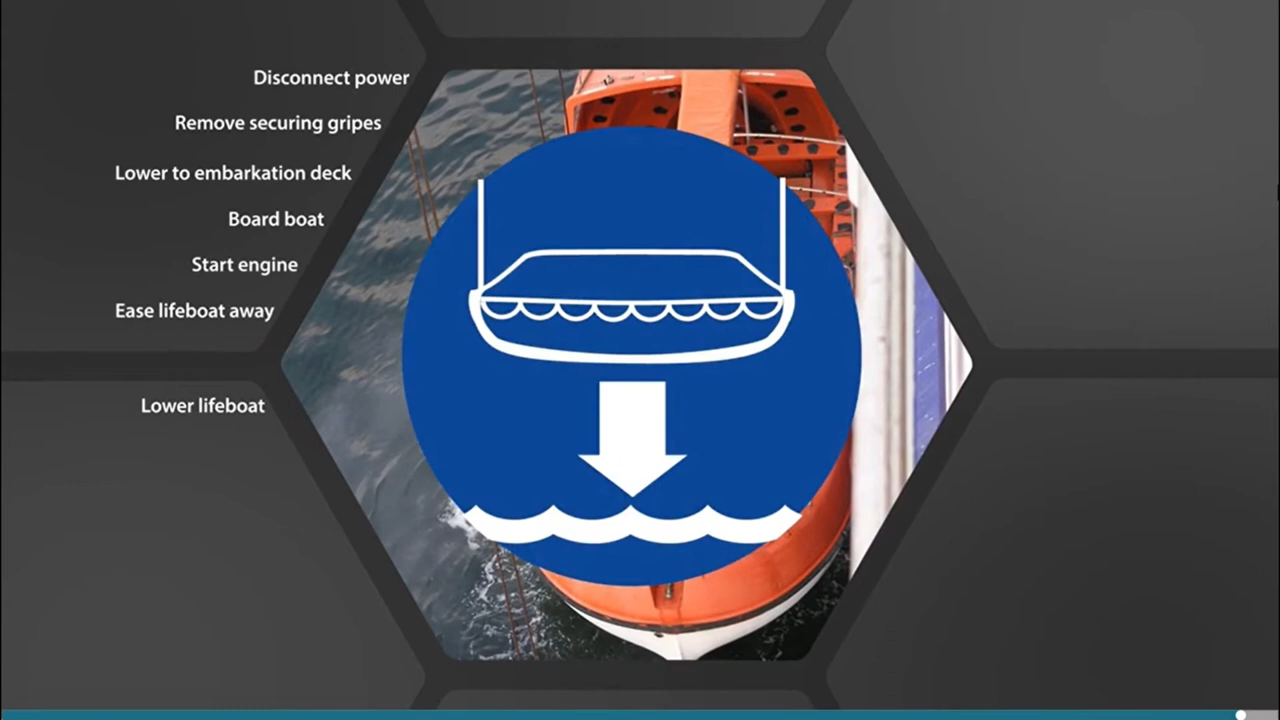 Disconnect power
Remove securing gripes
Lower to embarkation deck
Board boat
Start engine
Ease lifeboat away
Lower lifeboat